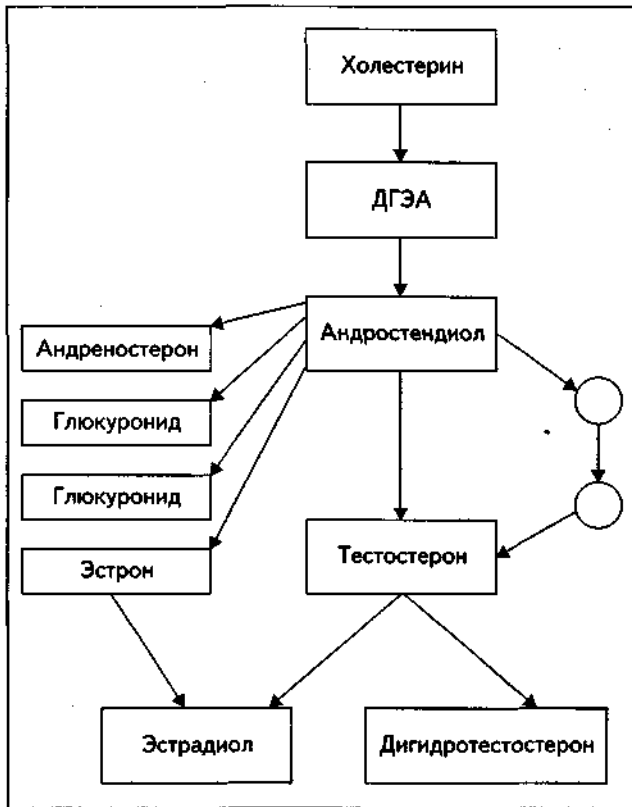 Холестерин
ДГЭА
Андростендиол
Андреностерон
Глюкуронид
Глюкуронид
Эстрон
Тестостерон
Эстрадиол
Дигидротестостерон